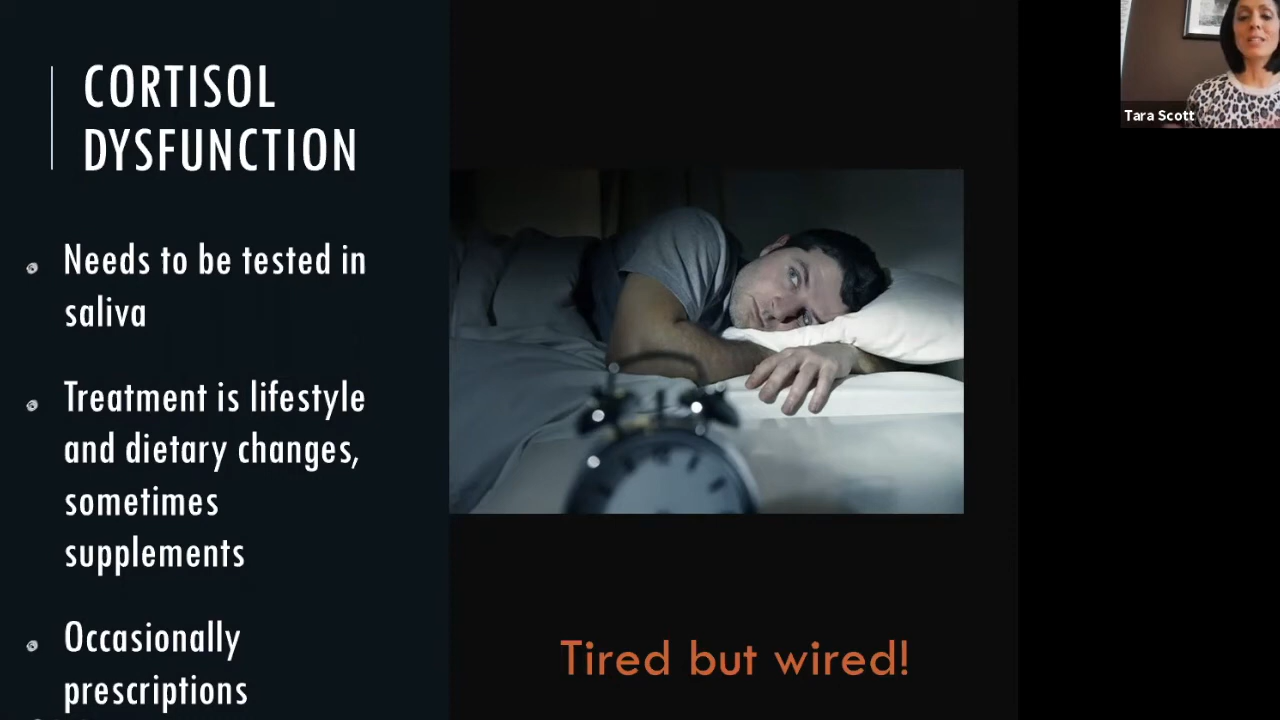 CORTISOL
DYSFUNCTION
Needs to be tested in
saliva
Treatment is lifestyle
and dietary changes,
sometimes
supplements
Occasionally
prescriptions
Tired but wired!
Tara Scott